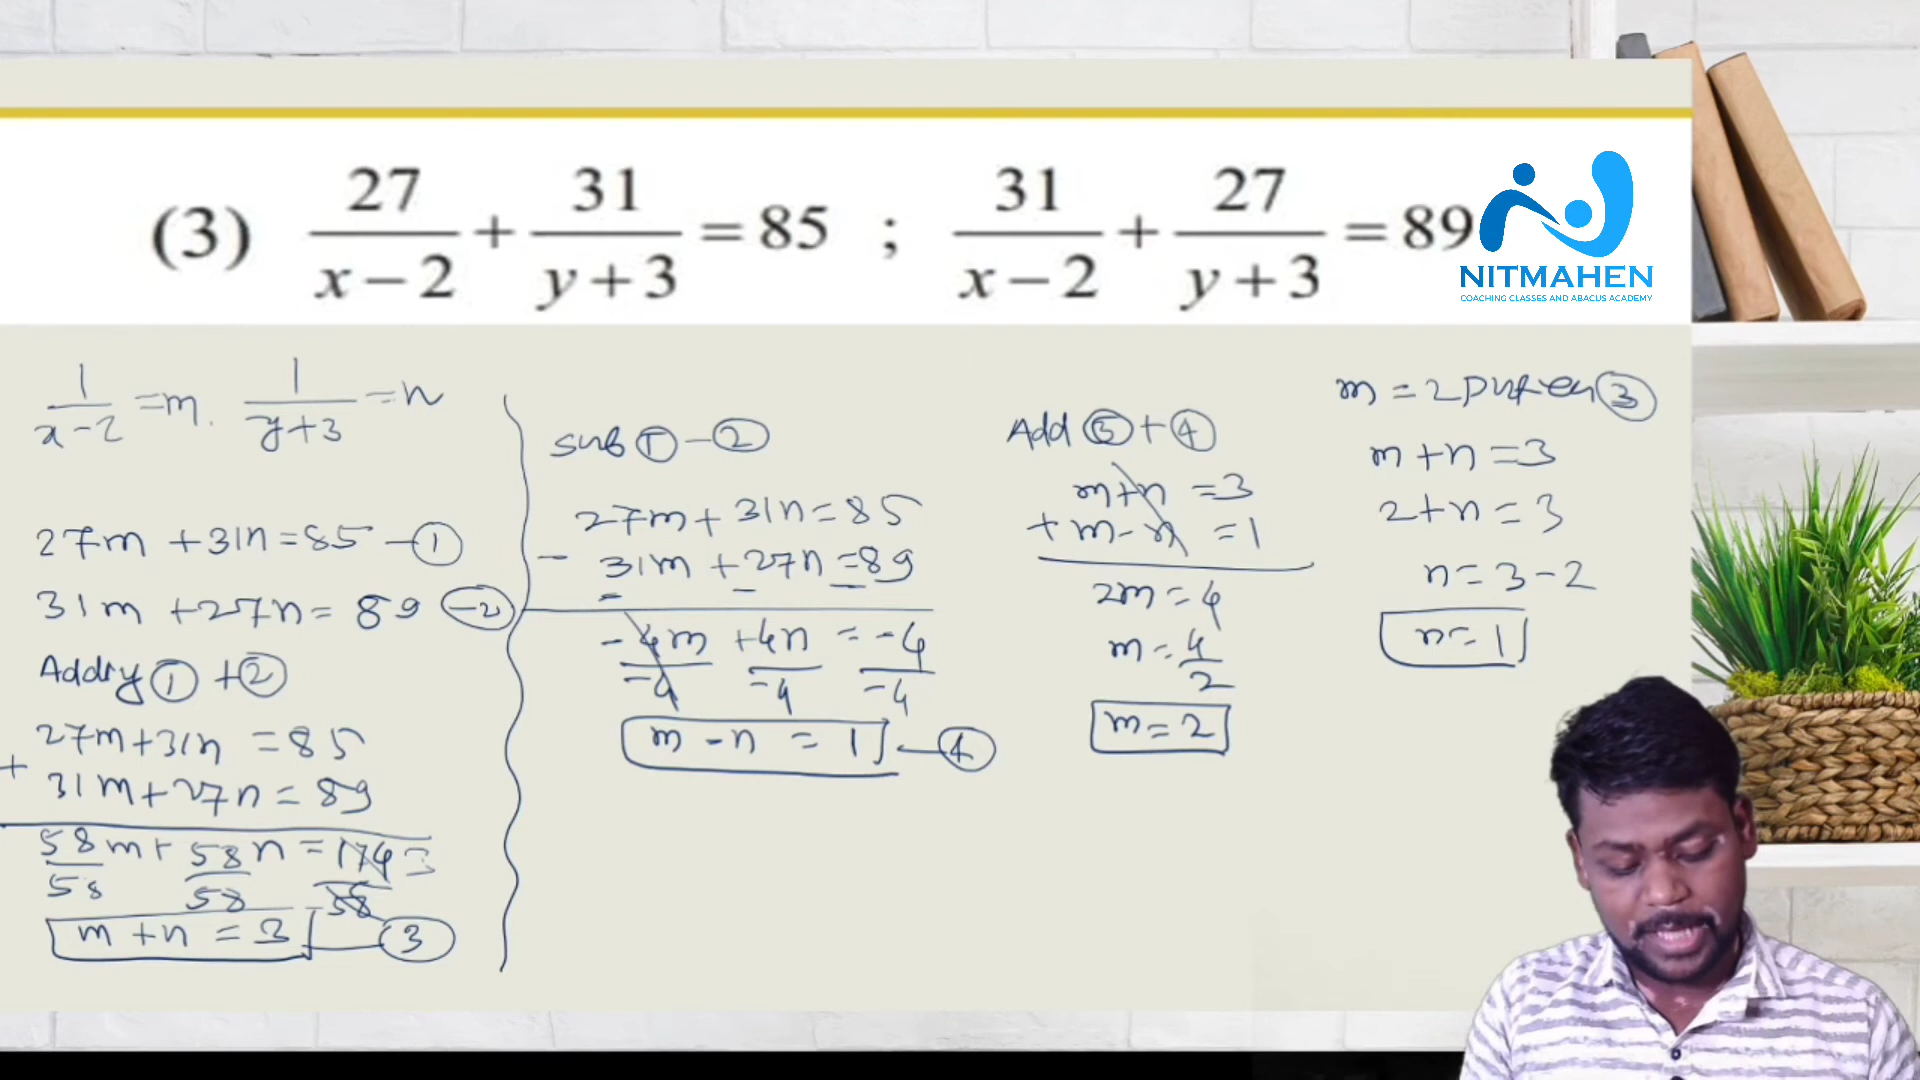 (3) 27/(x−2) + 31/(y+3) = 85 ; 31/(x−2) + 27/(y+3) = 89
NITMAHEN
COACHING CLASSES AND ABACUS ACADEMY
1/(x−2) = m. 1/(y+3) = n
27m + 31n = 85 —①
31m + 27n = 89 —②
Adding ① + ②
27m + 31n = 85
+ 31m + 27n = 89
58m/58 + 58n/58 = 174/58 3
m + n = 3 —③
Sub ① − ②
27m + 31n = 85
− 31m + 27n = 89
− − −
−4m/−4 +4n/−4 = −4/−4
m − n = 1 —④
Add ③ + ④
m + n = 3
+ m − n = 1
2m = 4
m = 4/2
m = 2
m = 2 put en ③
m + n = 3
2 + n = 3
n = 3 − 2
n = 1